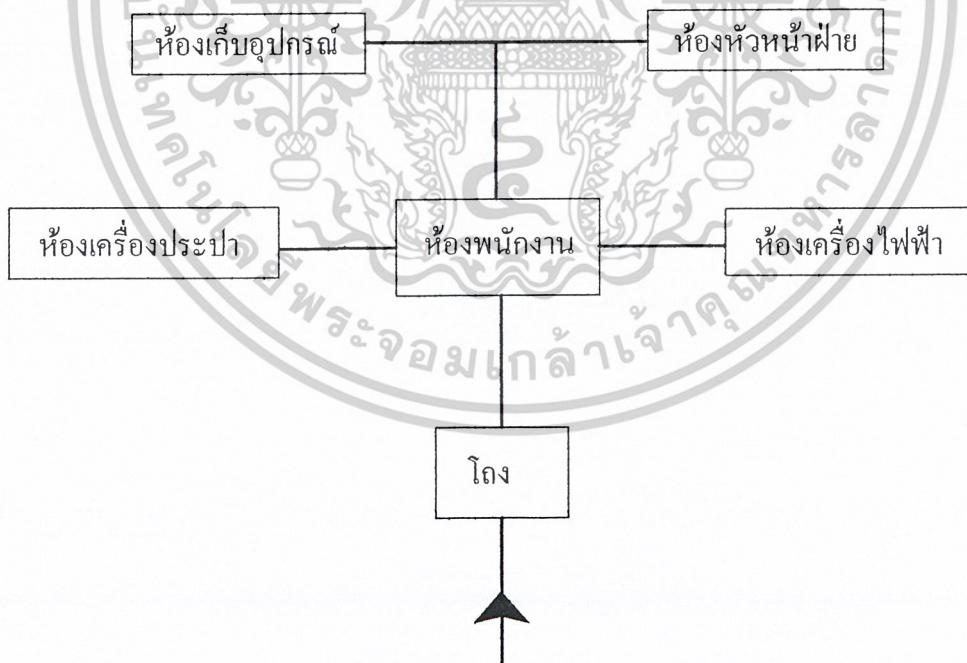 ห้องเก็บอุปกรณ์
ห้องหัวหน้าฝ่าย
ห้องเครื่องประปา
ห้องพนักงาน
ห้องเครื่องไฟฟ้า
โถง